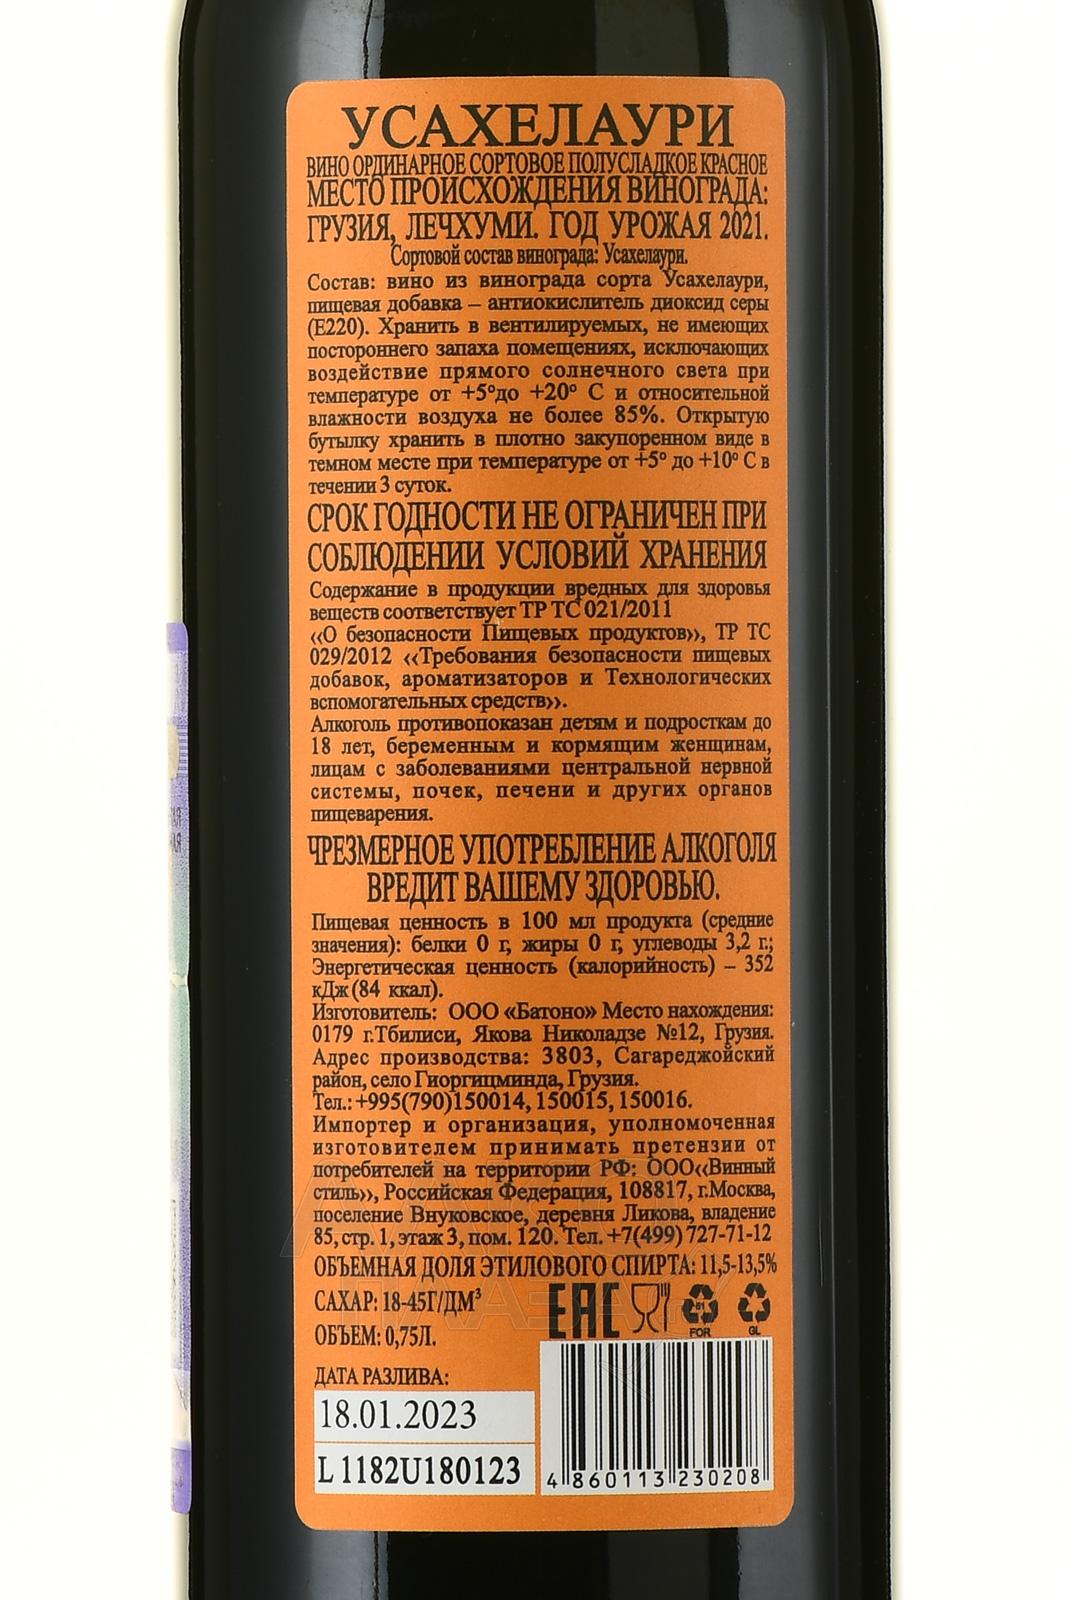 УСАХЕЛАУРИ
ВИНО ОРДИНАРНОЕ СОРТОВОЕ ПОЛУСЛАДКОЕ КРАСНОЕ
МЕСТО ПРОИСХОЖДЕНИЯ ВИНОГРАДА:
ГРУЗИЯ, ЛЕЧХУМИ. ГОД УРОЖАЯ 2021.
Сортовой состав винограда: Усахелаури.
Состав: вино из винограда сорта Усахелаури,
пищевая добавка – антиокислитель диоксид серы
(Е220). Хранить в вентилируемых, не имеющих
постороннего запаха помещениях, исключающих
воздействие прямого солнечного света при
температуре от +5°до +20° С и относительной
влажности воздуха не более 85%. Открытую
бутылку хранить в плотно закупоренном виде в
темном месте при температуре от +5° до +10° С в
течении 3 суток.
СРОК ГОДНОСТИ НЕ ОГРАНИЧЕН ПРИ
СОБЛЮДЕНИИ УСЛОВИЙ ХРАНЕНИЯ
Содержание в продукции вредных для здоровья
веществ соответствует ТР ТС 021/2011
‹‹О безопасности Пищевых продуктов››, ТР ТС
029/2012 ‹‹Требования безопасности пищевых
добавок, ароматизаторов и Технологических
вспомогательных средств››.
Алкоголь противопоказан детям и подросткам до
18 лет, беременным и кормящим женщинам,
лицам с заболеваниями центральной нервной
системы, почек, печени и других органов
пищеварения.
ЧРЕЗМЕРНОЕ УПОТРЕБЛЕНИЕ АЛКОГОЛЯ
ВРЕДИТ ВАШЕМУ ЗДОРОВЬЮ.
Пищевая ценность в 100 мл продукта (средние
значения): белки 0 г, жиры 0 г, углеводы 3,2 г.;
Энергетическая ценность (калорийность) – 352
кДж (84 ккал).
Изготовитель: ООО «Батоно» Место нахождения:
0179 г.Тбилиси, Якова Николадзе №12, Грузия.
Адрес производства: 3803, Сагареджойский
район, село Гиоргицминда, Грузия.
Тел.: +995(790)150014, 150015, 150016.
Импортер и организация, уполномоченная
изготовителем принимать претензии от
потребителей на территории РФ: ООО‹‹Винный
стиль››, Российская Федерация, 108817, г.Москва,
поселение Внуковское, деревня Ликова, владение
85, стр. 1, этаж 3, пом. 120. Тел. +7(499) 727-71-12
ОБЪЕМНАЯ ДОЛЯ ЭТИЛОВОГО СПИРТА: 11,5-13,5%
САХАР: 18-45Г/ДМ³
ОБЪЕМ: 0,75Л.
ЕАС
81
FOR
GL
ДАТА РАЗЛИВА:
18.01.2023
L 1182U180123
4 860113 230208